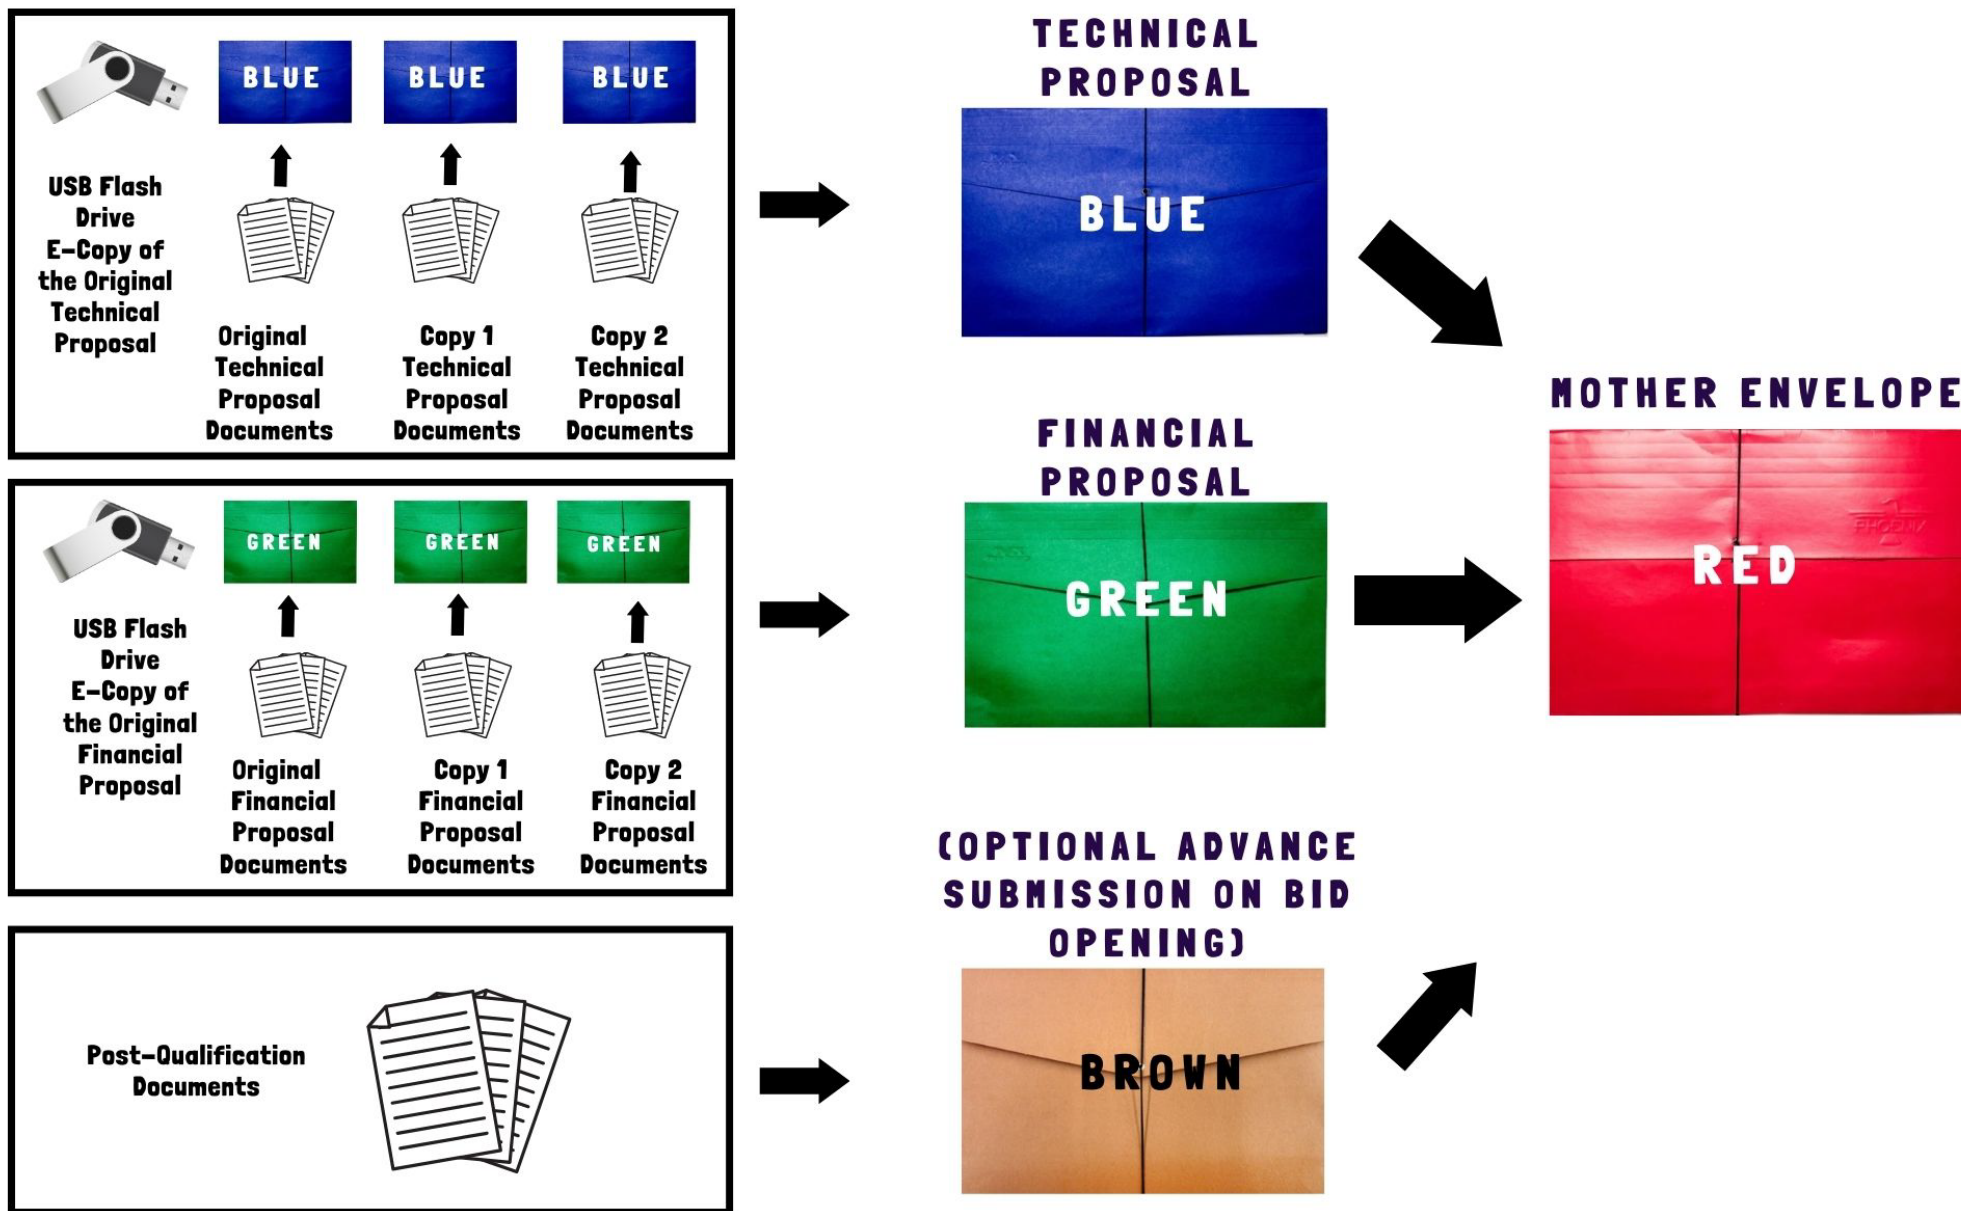 BLUE
BLUE
BLUE
USB Flash
Drive
E-Copy of
the Original
Technical
Proposal
Original
Technical
Proposal
Documents
Copy 1
Technical
Proposal
Documents
Copy 2
Technical
Proposal
Documents
TECHNICAL
PROPOSAL
BLUE
GREEN
GREEN
GREEN
USB Flash
Drive
E-Copy of
the Original
Financial
Proposal
Original
Financial
Proposal
Documents
Copy 1
Financial
Proposal
Documents
Copy 2
Financial
Proposal
Documents
FINANCIAL
PROPOSAL
GREEN
MOTHER ENVELOPE
PHOENIX
RED
Post-Qualification
Documents
(OPTIONAL ADVANCE
SUBMISSION ON BID
OPENING)
BROWN